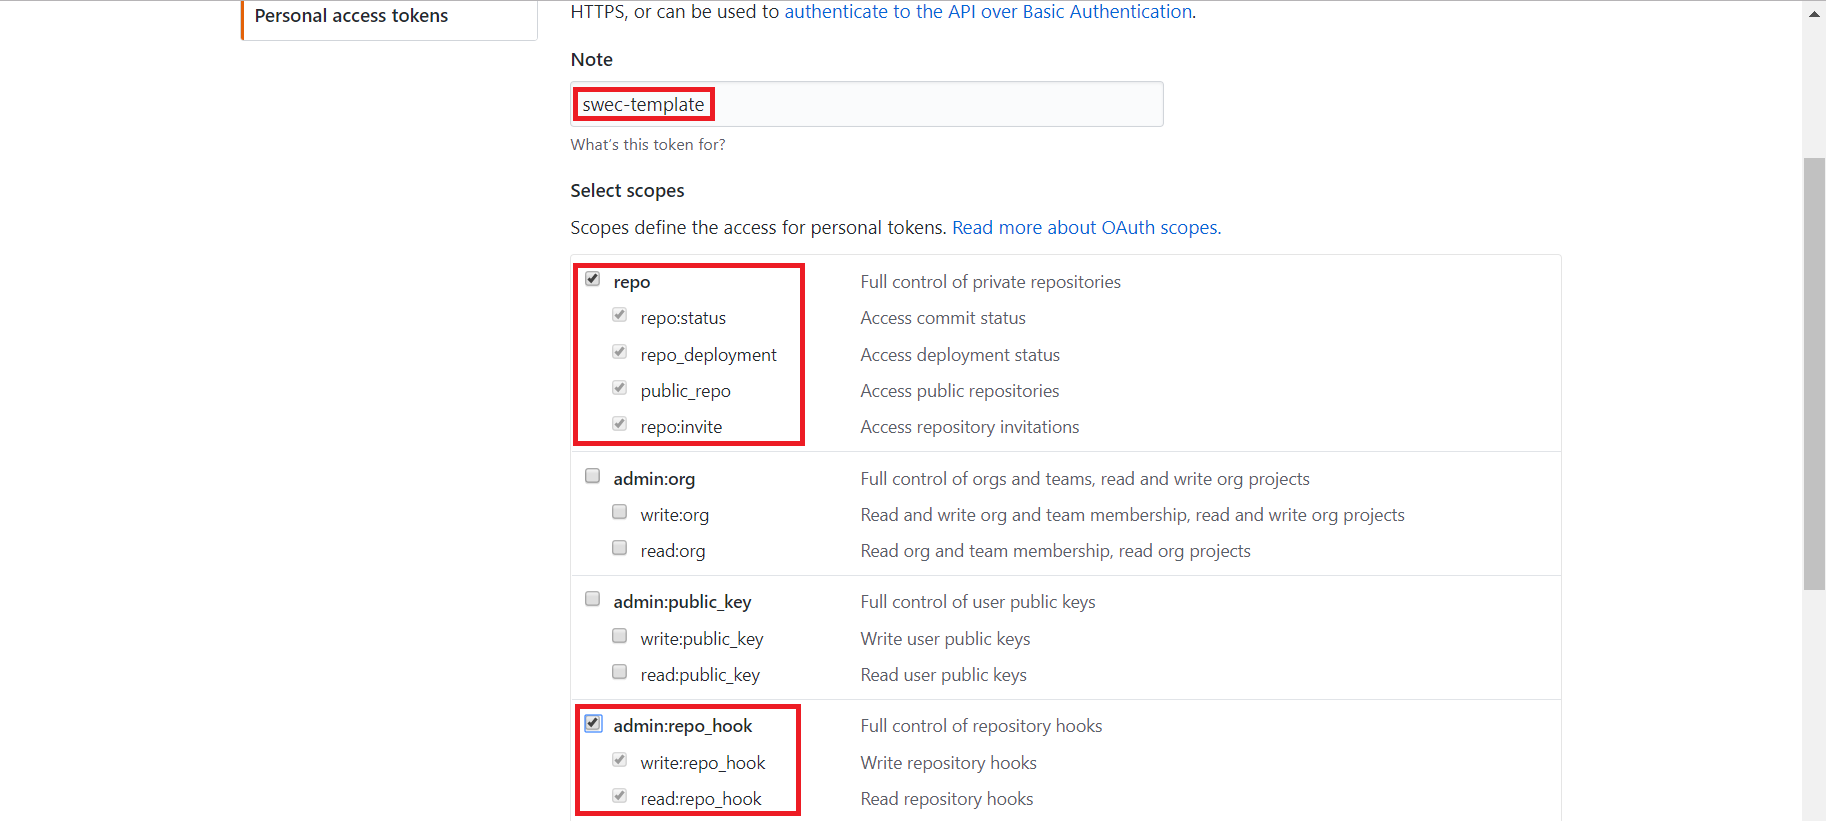 Personal access tokens
HTTPS, or can be used to authenticate to the API over Basic Authentication.
Note
swec-template
What's this token for?
Select scopes
Scopes define the access for personal tokens. Read more about OAuth scopes.
repo Full control of private repositories
repo:status Access commit status
repo_deployment Access deployment status
public_repo Access public repositories
repo:invite Access repository invitations
admin:org Full control of orgs and teams, read and write org projects
write:org Read and write org and team membership, read and write org projects
read:org Read org and team membership, read org projects
admin:public_key Full control of user public keys
write:public_key Write user public keys
read:public_key Read user public keys
admin:repo_hook Full control of repository hooks
write:repo_hook Write repository hooks
read:repo_hook Read repository hooks